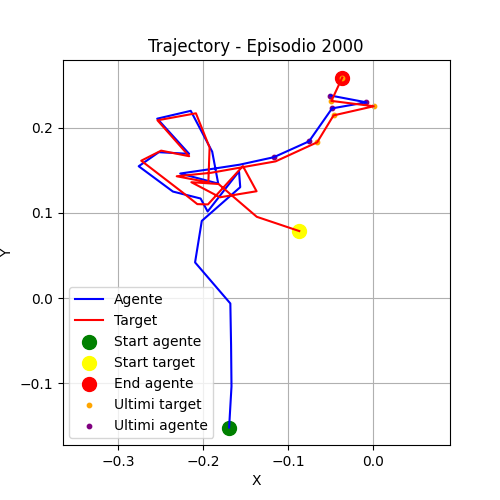 Trajectory - Episodio 2000
Y
0.2
0.1
0.0
−0.1
Agente
Target
Start agente
Start target
End agente
Ultimi target
Ultimi agente
−0.3
−0.2
−0.1
0.0
X